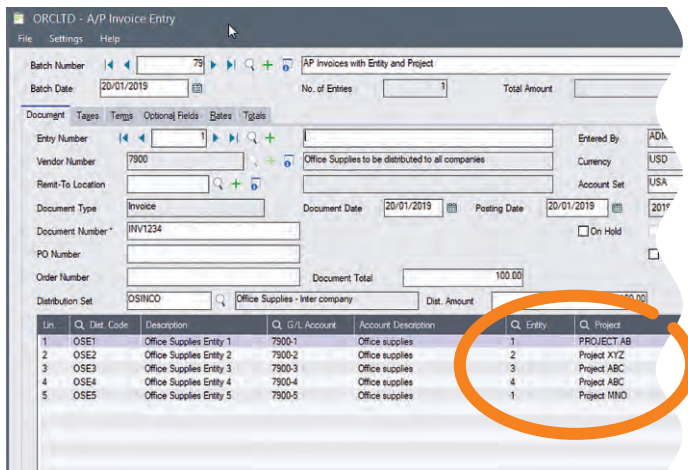 ORCLTD - A/P Invoice Entry
File Settings Help
Batch Number 79 AP Invoices with Entity and Project
Batch Date 20/01/2019 No. of Entries 1 Total Amount
Document Taxes Terms Optional Fields Rates Totals
Entry Number 1 Entered By
Vendor Number 7900 Office Supplies to be distributed to all companies Currency USD
Remit-To Location Account Set USA
Document Type Invoice Document Date 20/01/2019 Posting Date 20/01/2019
Document Number * INV1234 On Hold
PO Number
Order Number Document Total 100.00
Distribution Set OSINCO Office Supplies - Inter company Dist. Amount
Lin... Dist. Code Description G/L Account Account Description Entity Project
1 OSE1 Office Supplies Entity 1 7900-1 Office supplies 1 PROJECT AB
2 OSE2 Office Supplies Entity 2 7900-2 Office supplies 2 Project XYZ
3 OSE3 Office Supplies Entity 3 7900-3 Office supplies 3 Project ABC
4 OSE4 Office Supplies Entity 4 7900-4 Office supplies 4 Project ABC
5 OSE5 Office Supplies Entity 5 7900-5 Office supplies 1 Project MNO